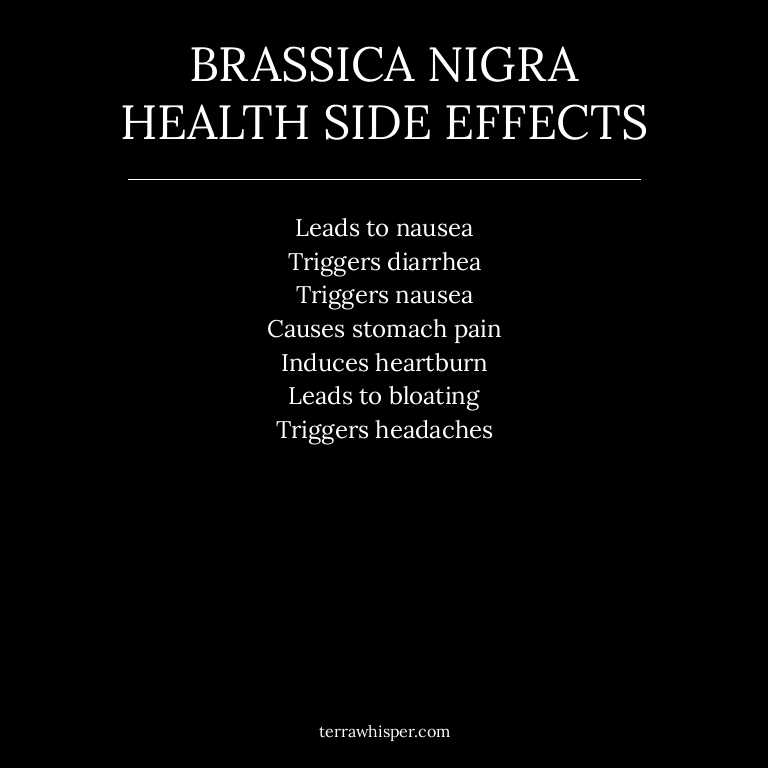 BRASSICA NIGRA
HEALTH SIDE EFFECTS
Leads to nausea
Triggers diarrhea
Triggers nausea
Causes stomach pain
Induces heartburn
Leads to bloating
Triggers headaches
terrawhisper.com